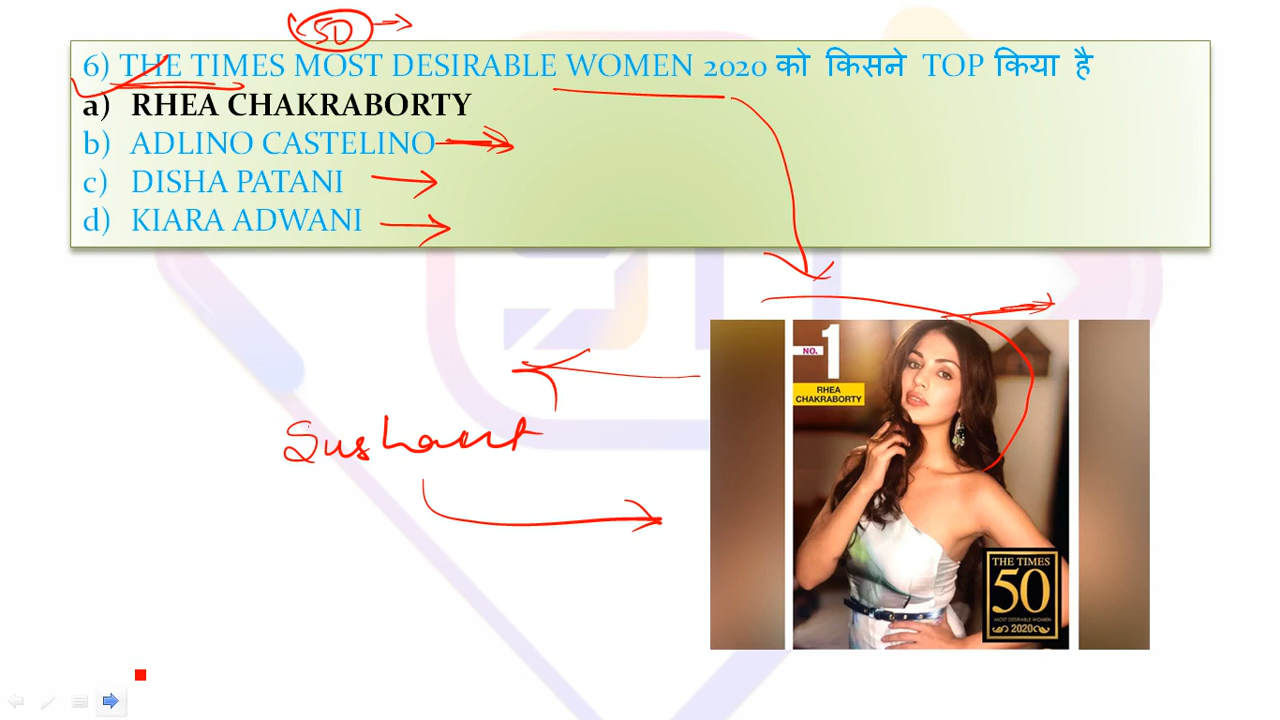 50
6) THE TIMES MOST DESIRABLE WOMEN 2020 को किसने TOP किया है
a) RHEA CHAKRABORTY
b) ADLINO CASTELINO
c) DISHA PATANI
d) KIARA ADWANI
NO. 1
RHEA
CHAKRABORTY
Sushant
THE TIMES
50
MOST DESIRABLE WOMEN
2020